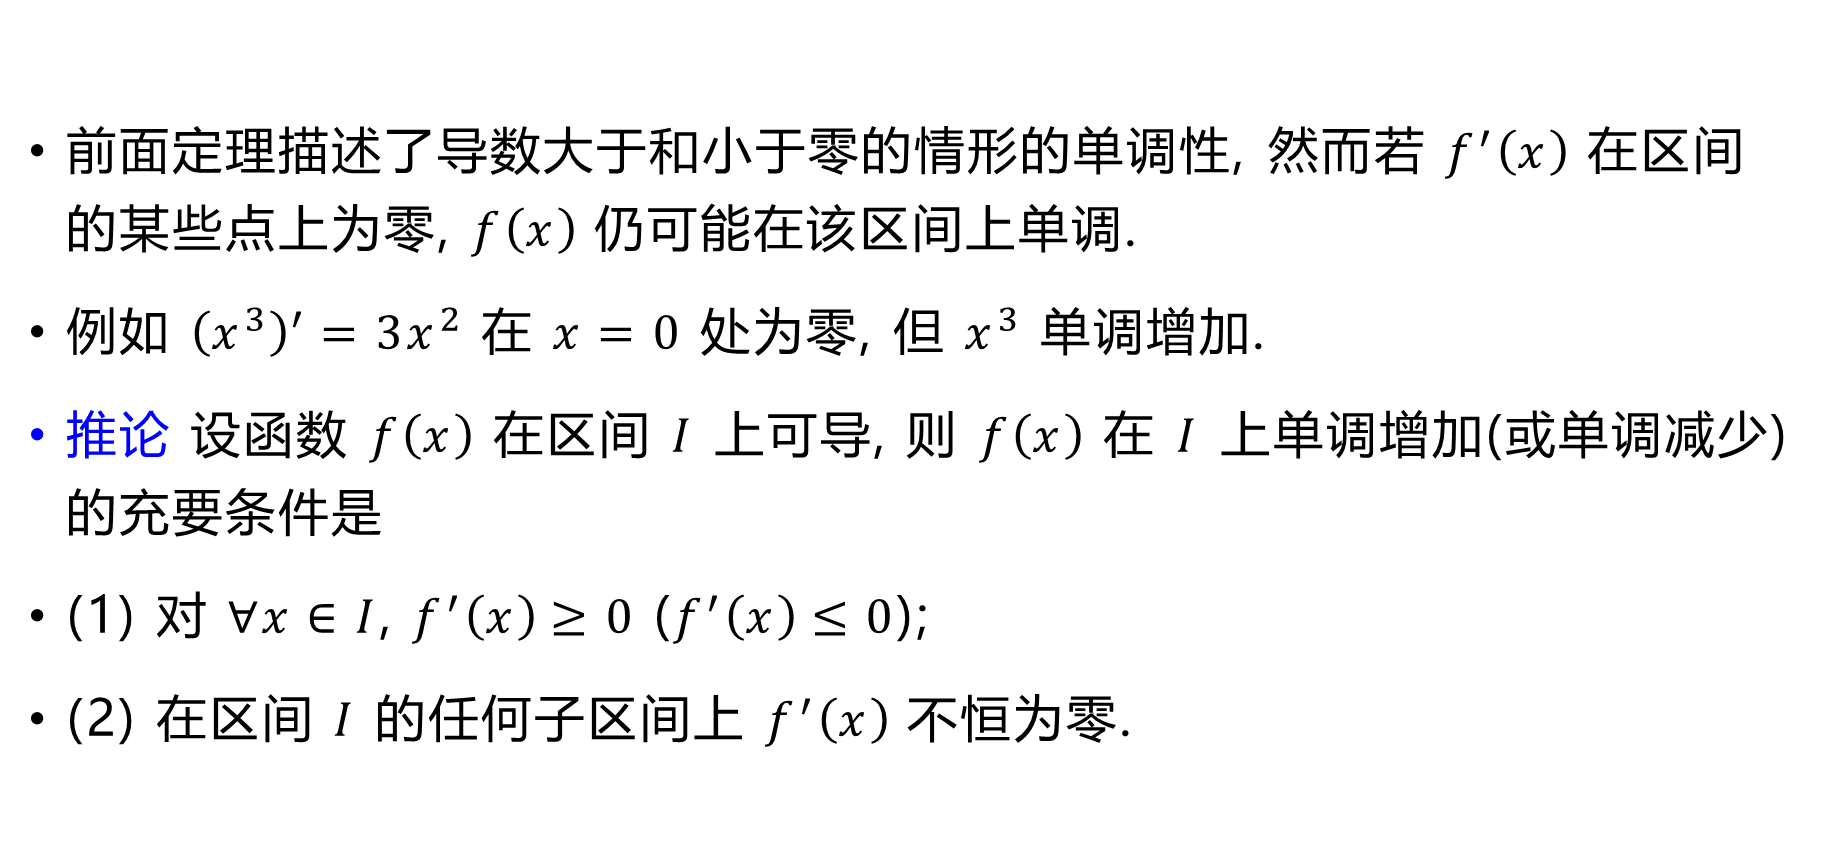 • 前面定理描述了导数大于和小于零的情形的单调性, 然而若 f′(x) 在区间
的某些点上为零, f(x) 仍可能在该区间上单调.
• 例如 (x³)′ = 3x² 在 x = 0 处为零, 但 x³ 单调增加.
• 推论 设函数 f(x) 在区间 I 上可导, 则 f(x) 在 I 上单调增加(或单调减少)
的充要条件是
• (1) 对 ∀x ∈ I, f′(x) ≥ 0 (f′(x) ≤ 0);
• (2) 在区间 I 的任何子区间上 f′(x) 不恒为零.